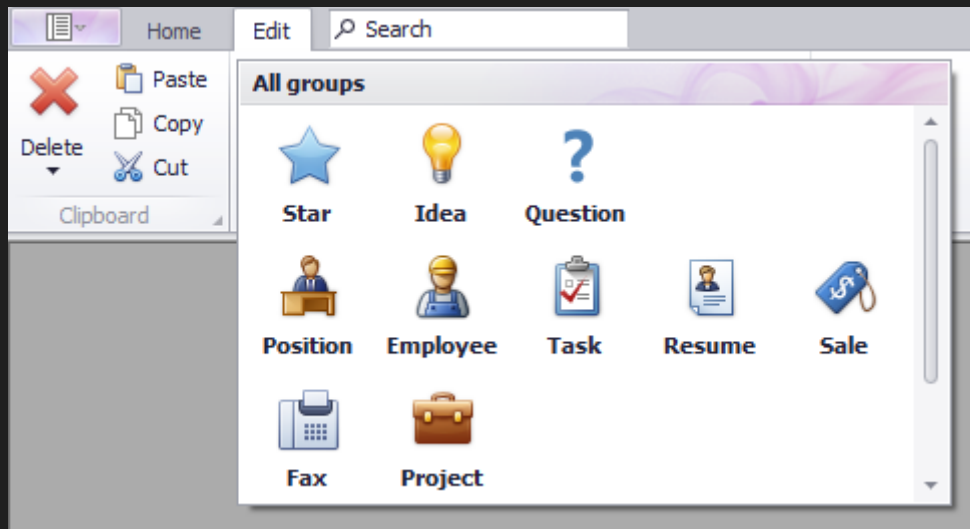 Home Edit Search
All groups
Delete
Paste
Copy
Cut
Clipboard
Star Idea Question
Position Employee Task Resume Sale
Fax Project